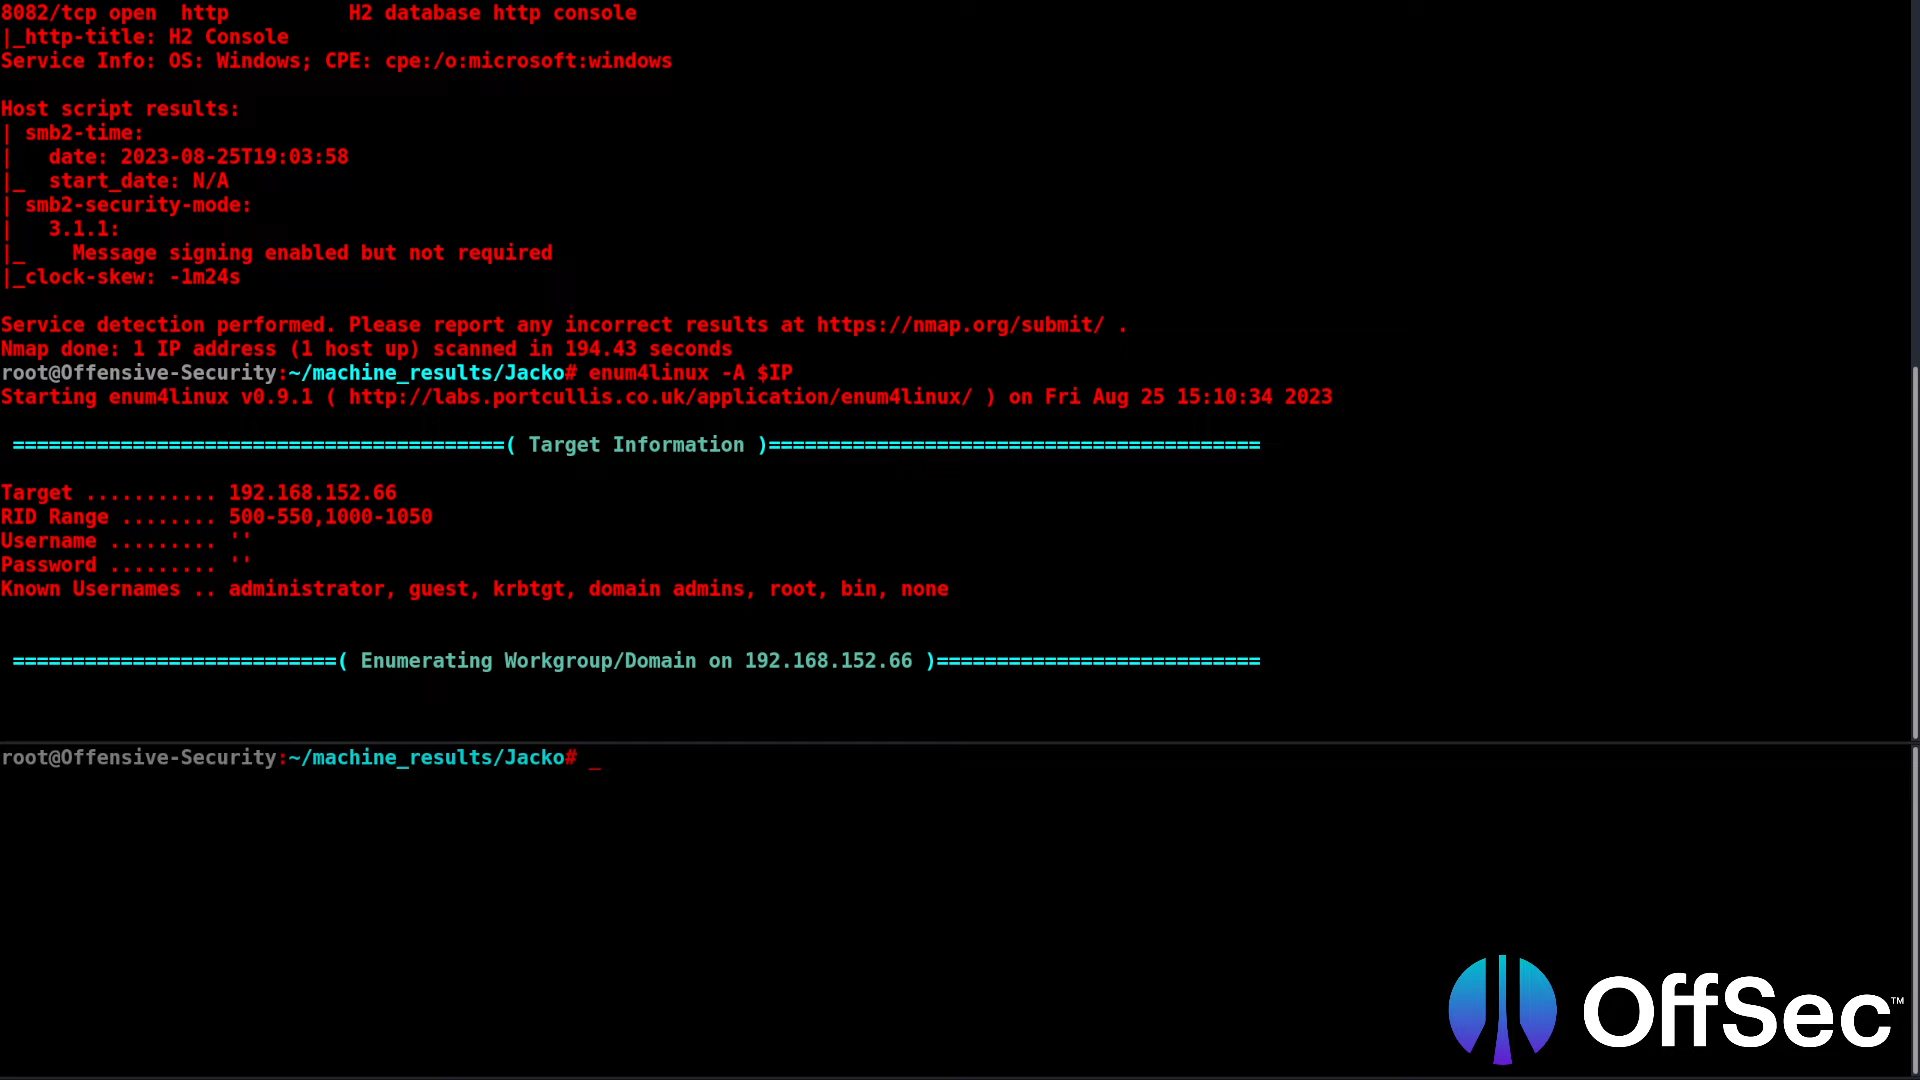 8082/tcp open  http          H2 database http console
|_http-title: H2 Console
Service Info: OS: Windows; CPE: cpe:/o:microsoft:windows
Host script results:
| smb2-time:
|   date: 2023-08-25T19:03:58
|_  start_date: N/A
| smb2-security-mode:
|   3.1.1:
|_    Message signing enabled but not required
|_clock-skew: -1m24s
Service detection performed. Please report any incorrect results at https://nmap.org/submit/ .
Nmap done: 1 IP address (1 host up) scanned in 194.43 seconds
root@Offensive-Security:~/machine_results/Jacko# enum4linux -A $IP
Starting enum4linux v0.9.1 ( http://labs.portcullis.co.uk/application/enum4linux/ ) on Fri Aug 25 15:10:34 2023
=========================================( Target Information )=========================================
Target ........... 192.168.152.66
RID Range ........ 500-550,1000-1050
Username ......... ''
Password ......... ''
Known Usernames .. administrator, guest, krbtgt, domain admins, root, bin, none
===========================( Enumerating Workgroup/Domain on 192.168.152.66 )===========================
root@Offensive-Security:~/machine_results/Jacko# _
OffSec™